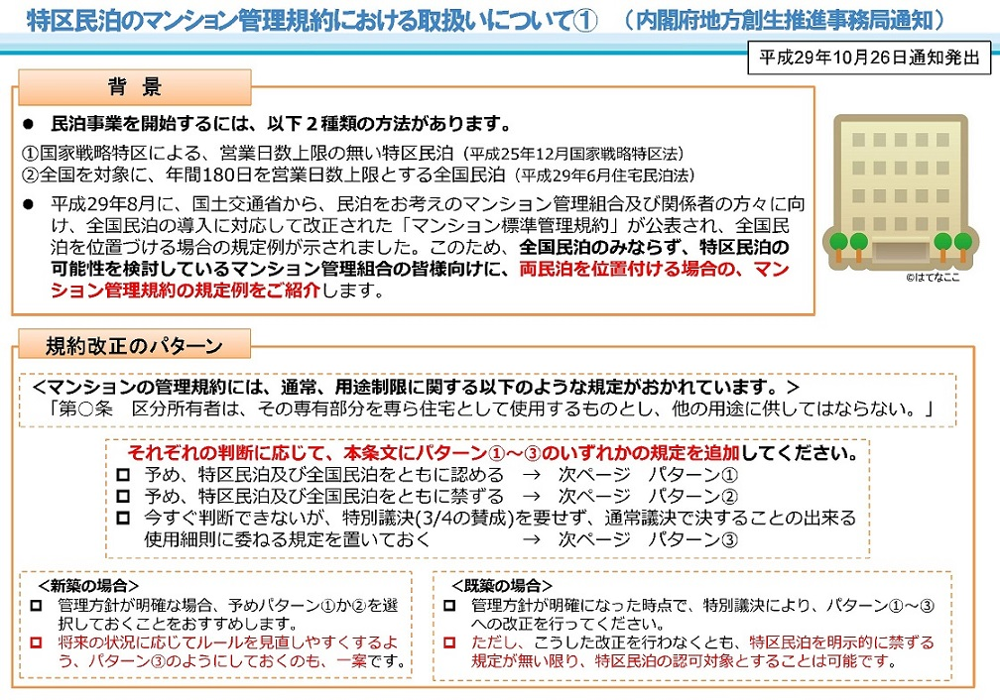 特区民泊のマンション管理規約における取扱いについて① （内閣府地方創生推進事務局通知）
平成29年10月26日通知発出
背 景
● 民泊事業を開始するには、以下２種類の方法があります。
①国家戦略特区による、営業日数上限の無い特区民泊（平成25年12月国家戦略特区法）
②全国を対象に、年間180日を営業日数上限とする全国民泊（平成29年6月住宅民泊法）
● 平成29年8月に、国土交通省から、民泊をお考えのマンション管理組合及び関係者の方々に向
け、全国民泊の導入に対応して改正された「マンション標準管理規約」が公表され、全国民
泊を位置づける場合の規定例が示されました。このため、全国民泊のみならず、特区民泊の
可能性を検討しているマンション管理組合の皆様向けに、両民泊を位置付ける場合の、マン
ション管理規約の規定例をご紹介します。
©はてなここ
規約改正のパターン
＜マンションの管理規約には、通常、用途制限に関する以下のような規定がおかれています。＞
「第○条 区分所有者は、その専有部分を専ら住宅として使用するものとし、他の用途に供してはならない。」
それぞれの判断に応じて、本条文にパターン①～③のいずれかの規定を追加してください。
□ 予め、特区民泊及び全国民泊をともに認める → 次ページ パターン①
□ 予め、特区民泊及び全国民泊をともに禁ずる → 次ページ パターン②
□ 今すぐ判断できないが、特別議決(3/4の賛成)を要せず、通常議決で決することの出来る
使用細則に委ねる規定を置いておく → 次ページ パターン③
＜新築の場合＞
□ 管理方針が明確な場合、予めパターン①か②を選
択しておくことをおすすめします。
□ 将来の状況に応じてルールを見直しやすくするよ
う、パターン③のようにしておくのも、一案です。
＜既築の場合＞
□ 管理方針が明確になった時点で、特別議決により、パターン①～③
への改正を行ってください。
□ ただし、こうした改正を行わなくとも、特区民泊を明示的に禁ずる
規定が無い限り、特区民泊の認可対象とすることは可能です。